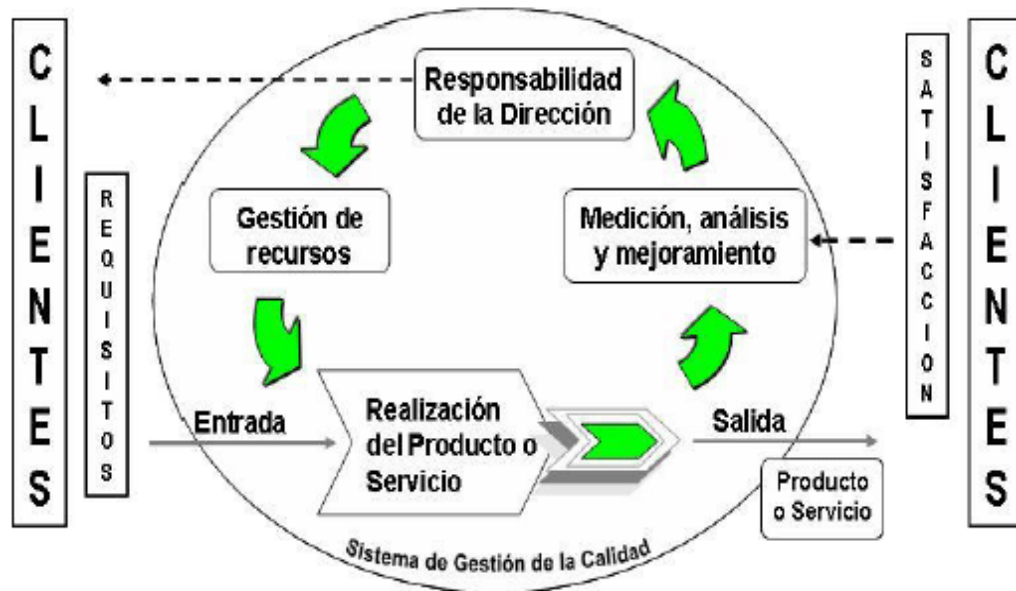 CLIENTES
REQUISITOS
Responsabilidad
de la Dirección
Gestión de
recursos
Medición, análisis
y mejoramiento
Entrada
Realización
del Producto o
Servicio
Salida
Producto
o Servicio
Sistema de Gestión de la Calidad
SATISFACCION
CLIENTES